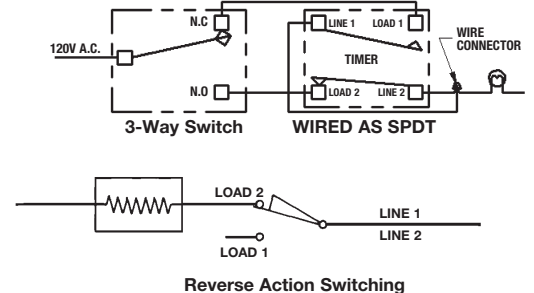 N.C
LINE 1
LOAD 1
WIRE
CONNECTOR
120V A.C.
TIMER
N.O
LOAD 2
LINE 2
3-Way Switch
WIRED AS SPDT
LOAD 2
LINE 1
LINE 2
LOAD 1
Reverse Action Switching